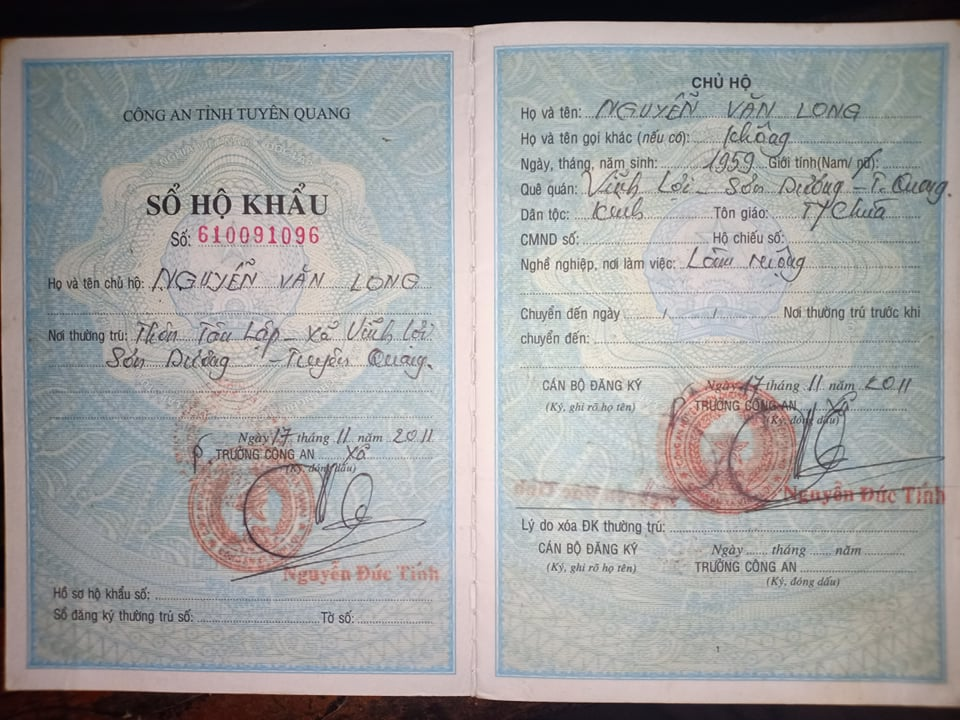 CÔNG AN TỈNH TUYÊN QUANG
SỔ HỘ KHẨU
Số: 610091096
Họ và tên chủ hộ: NGUYỄN VĂN LONG
Nơi thường trú: Thôn Tân Lập - xã Vĩnh Lợi
Sơn Dương - Tuyên Quang.
Ngày 17 tháng 11 năm 2011
TRƯỞNG CÔNG AN xã
(Ký, đóng dấu)
Nguyễn Đức Tính
Hồ sơ hộ khẩu số:
Sổ đăng ký thường trú số: Tờ số:
CHỦ HỘ
Họ và tên: NGUYỄN VĂN LONG
Họ và tên gọi khác (nếu có): không
Ngày, tháng, năm sinh: 1959 Giới tính(Nam/ nữ):
Quê quán: Vĩnh Lợi - Sơn Dương - T. Quang.
Dân tộc: Kinh Tôn giáo: TChúa
CMND số: Hộ chiếu số:
Nghề nghiệp, nơi làm việc: Làm ruộng
Chuyển đến ngày / / Nơi thường trú trước khi
chuyển đến:
Ngày 17 tháng 11 năm 2011
CÁN BỘ ĐĂNG KÝ TRƯỞNG CÔNG AN xã
(Ký, ghi rõ họ tên) (Ký, đóng dấu)
Nguyễn Đức Tính
Lý do xóa ĐK thường trú:
CÁN BỘ ĐĂNG KÝ Ngày tháng năm
(Ký, ghi rõ họ tên) TRƯỞNG CÔNG AN
(Ký, đóng dấu)
1